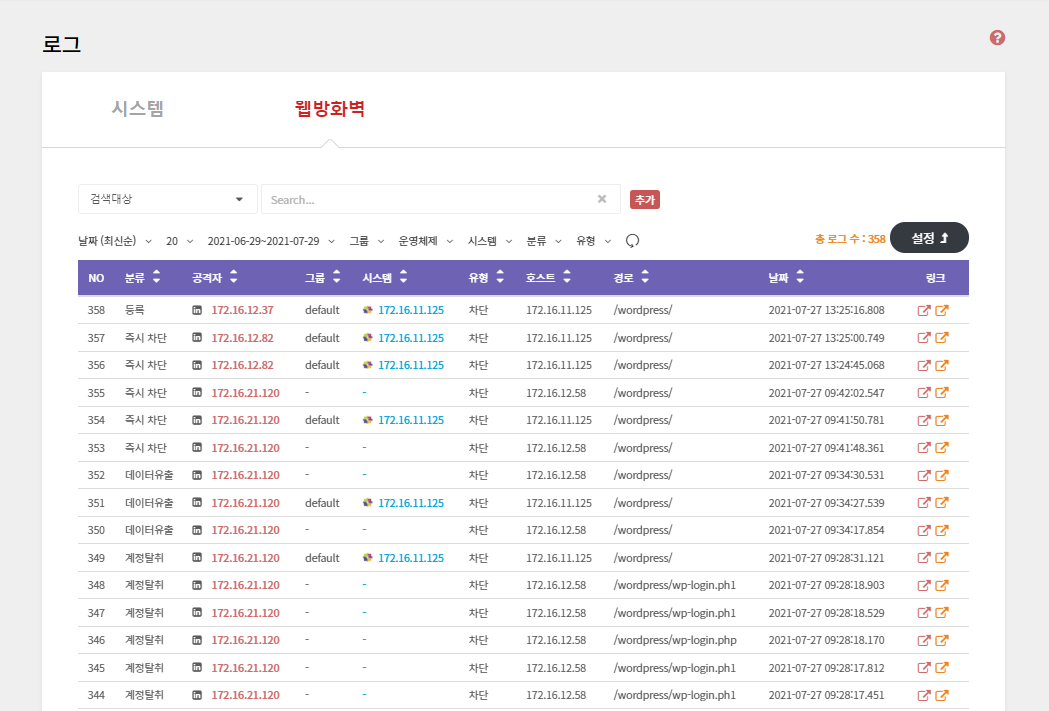 로그
시스템 웹방화벽
검색대상 Search... 추가
날짜 (최신순) 20 2021-06-29~2021-07-29 그룹 운영체제 시스템 분류 유형 총 로그 수 : 358 설정
NO 분류 공격자 그룹 시스템 유형 호스트 경로 날짜 링크
358 등록 172.16.12.37 default 172.16.11.125 차단 172.16.11.125 /wordpress/ 2021-07-27 13:25:16.808
357 즉시 차단 172.16.12.82 default 172.16.11.125 차단 172.16.11.125 /wordpress/ 2021-07-27 13:25:00.749
356 즉시 차단 172.16.12.82 default 172.16.11.125 차단 172.16.11.125 /wordpress/ 2021-07-27 13:24:45.068
355 즉시 차단 172.16.21.120 - - 차단 172.16.12.58 /wordpress/ 2021-07-27 09:42:02.547
354 즉시 차단 172.16.21.120 default 172.16.11.125 차단 172.16.11.125 /wordpress/ 2021-07-27 09:41:50.781
353 즉시 차단 172.16.21.120 - - 차단 172.16.12.58 /wordpress/ 2021-07-27 09:41:48.361
352 데이터유출 172.16.21.120 - - 차단 172.16.12.58 /wordpress/ 2021-07-27 09:34:30.531
351 데이터유출 172.16.21.120 default 172.16.11.125 차단 172.16.11.125 /wordpress/ 2021-07-27 09:34:27.539
350 데이터유출 172.16.21.120 - - 차단 172.16.12.58 /wordpress/ 2021-07-27 09:34:17.854
349 계정탈취 172.16.21.120 default 172.16.11.125 차단 172.16.11.125 /wordpress/ 2021-07-27 09:28:31.121
348 계정탈취 172.16.21.120 - - 차단 172.16.12.58 /wordpress/wp-login.ph1 2021-07-27 09:28:18.903
347 계정탈취 172.16.21.120 - - 차단 172.16.12.58 /wordpress/wp-login.ph1 2021-07-27 09:28:18.529
346 계정탈취 172.16.21.120 - - 차단 172.16.12.58 /wordpress/wp-login.php 2021-07-27 09:28:18.170
345 계정탈취 172.16.21.120 - - 차단 172.16.12.58 /wordpress/wp-login.ph1 2021-07-27 09:28:17.812
344 계정탈취 172.16.21.120 - - 차단 172.16.12.58 /wordpress/wp-login.ph1 2021-07-27 09:28:17.451